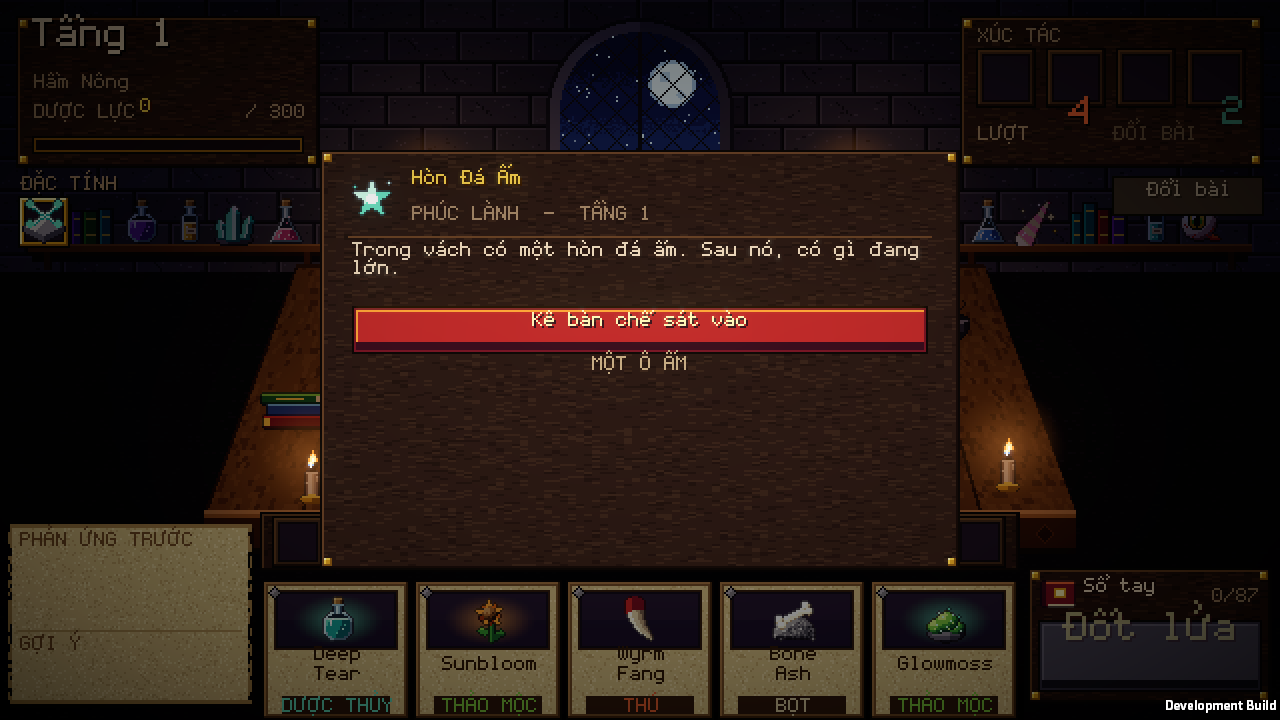 Tầng 1
Hầm Nông
DƯỢC LỰC 0 / 300
ĐẶC TÍNH
XÚC TÁC
LƯỢT 4 ĐỔI BÀI 2
Đổi bài
Hòn Đá Ấm
PHÚC LÀNH – TẦNG 1
Trong vách có một hòn đá ấm. Sau nó, có gì đang
lớn.
Kê bàn chế sát vào
MỘT Ô ẤM
PHẢN ỨNG TRƯỚC
GỢI Ý
Deep
Tear
DƯỢC THỦY
Sunbloom
THẢO MỘC
Wyrm
Fang
THÚ
Bone
Ash
BỘT
Glowmoss
THẢO MỘC
Sổ tay
0/87
Đốt lửa
Development Build